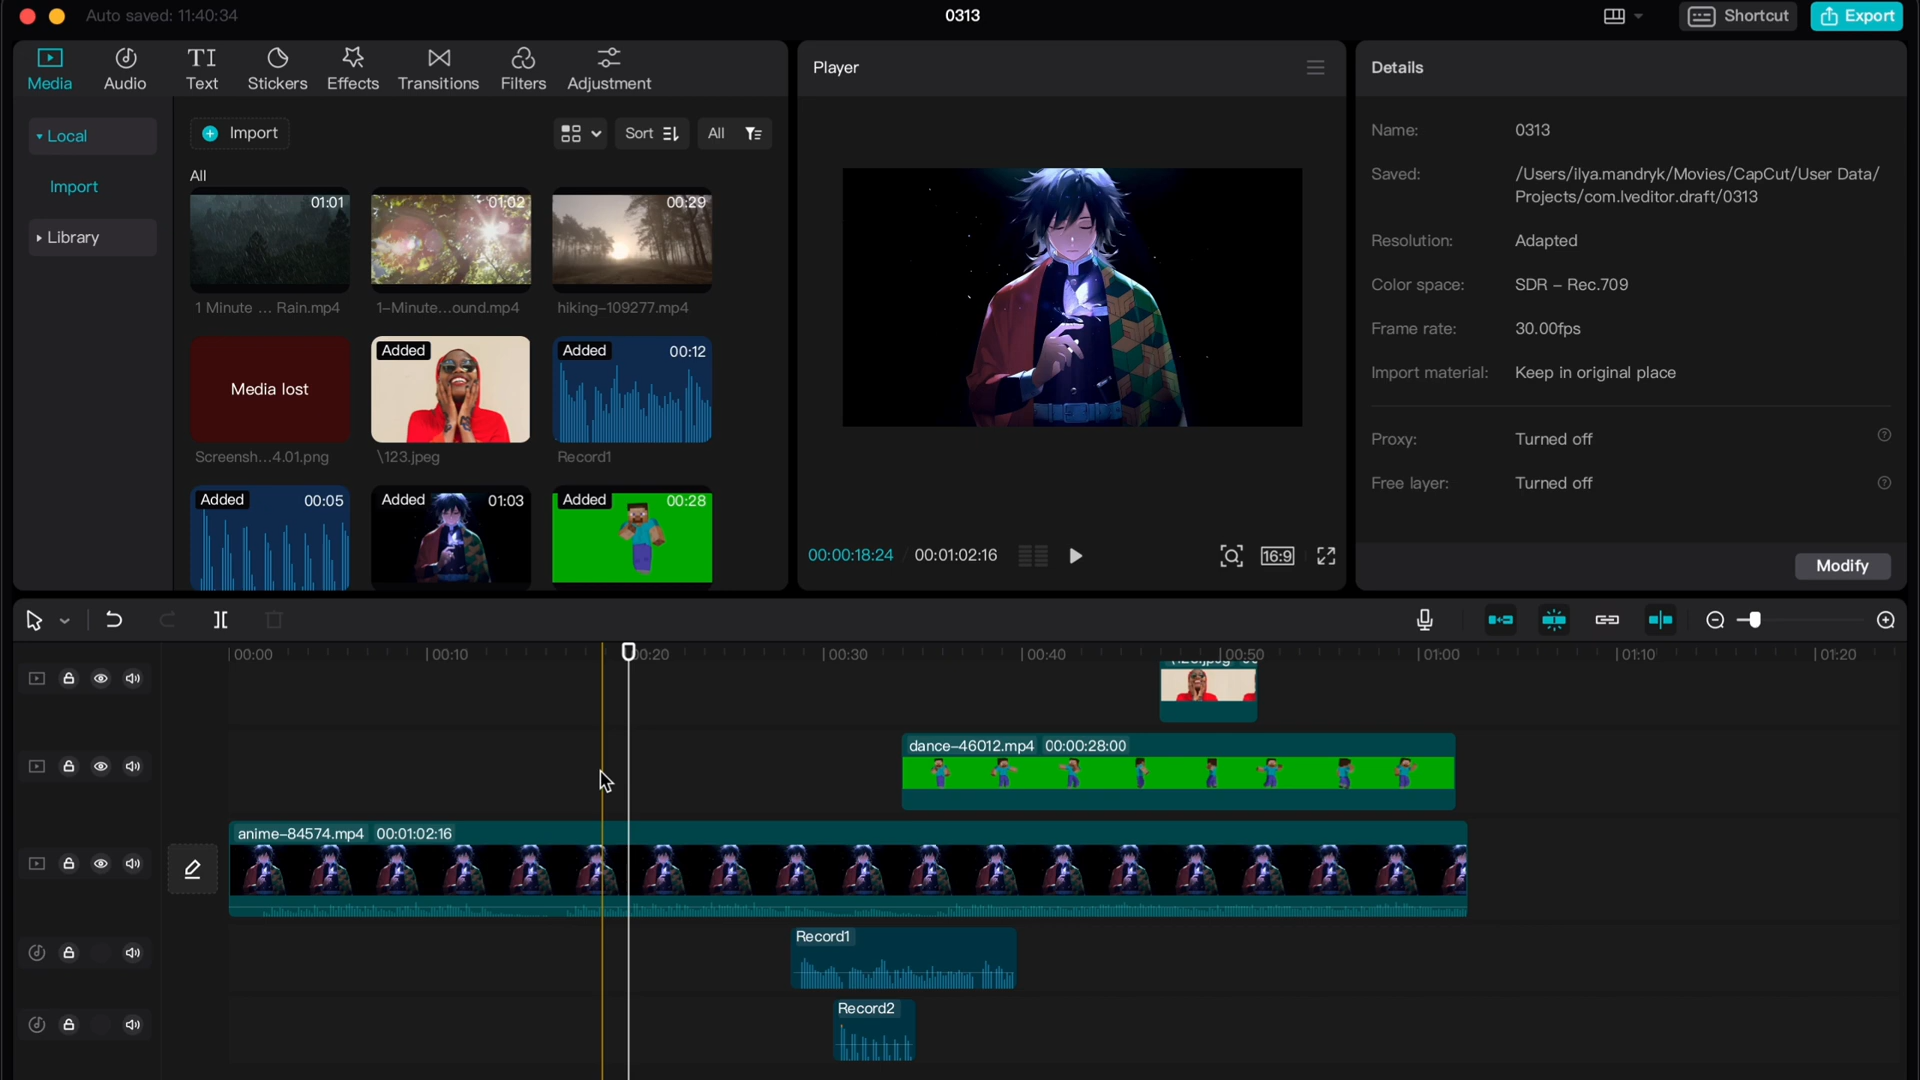 Auto saved: 11:40:34
0313
Shortcut
Export
Media
Audio
Text
Stickers
Effects
Transitions
Filters
Adjustment
Local
Import
Library
Import
Sort
All
All
01:01
1 Minute ... Rain.mp4
01:02
1-Minute...ound.mp4
00:29
hiking-109277.mp4
Media lost
Screensh...4.01.png
Added
\123.jpeg
Added 00:12
Record1
Added 00:05
Added 01:03
Added 00:28
Player
00:00:18:24 / 00:01:02:16
16:9
Details
Name: 0313
Saved: /Users/ilya.mandryk/Movies/CapCut/User Data/
Projects/com.lveditor.draft/0313
Resolution: Adapted
Color space: SDR – Rec.709
Frame rate: 30.00fps
Import material: Keep in original place
Proxy: Turned off
Free layer: Turned off
Modify
00:00 00:10 00:20 00:30 00:40 00:50 01:00 01:10 01:20
dance-46012.mp4 00:00:28:00
anime-84574.mp4 00:01:02:16
Record1
Record2